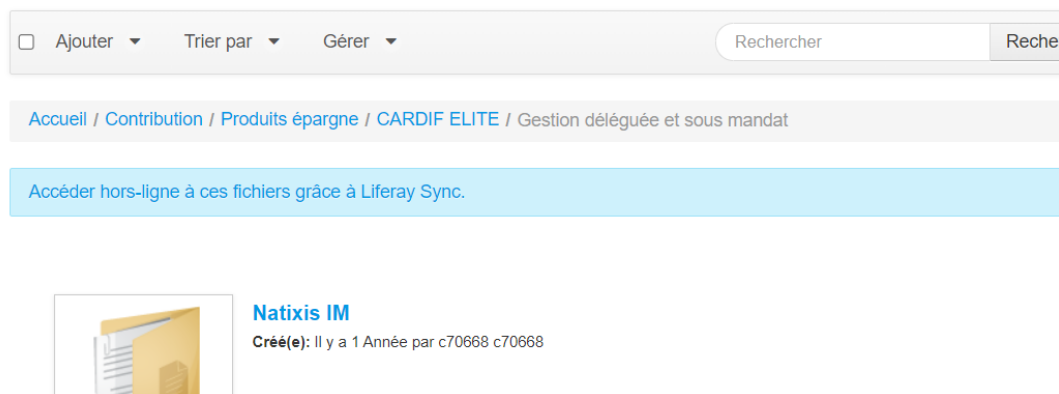 Ajouter Trier par Gérer Rechercher
Accueil / Contribution / Produits épargne / CARDIF ELITE / Gestion déléguée et sous mandat
Accéder hors-ligne à ces fichiers grâce à Liferay Sync.
Natixis IM
Créé(e): Il y a 1 Année par c70668 c70668